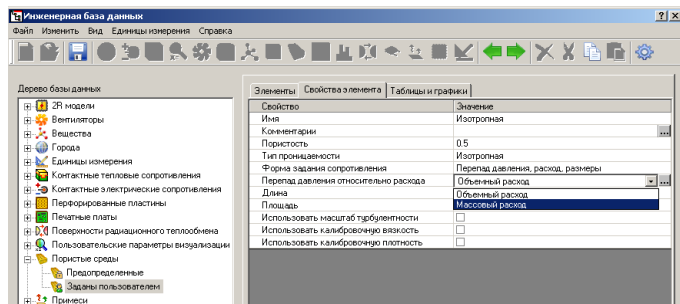 Инженерная база данных
Файл Изменить Вид Единицы измерения Справка
Дерево базы данных
2R модели
Вентиляторы
Вещества
Города
Единицы измерения
Контактные тепловые сопротивления
Контактные электрические сопротивления
Перфорированные пластины
Печатные платы
Поверхности радиационного теплообмена
Пользовательские параметры визуализации
Пористые среды
Предопределенные
Заданы пользователем
Примеси
Элементы Свойства элемента Таблицы и графики
Свойство Значение
Имя Изотропная
Комментарии ...
Пористость 0.5
Тип проницаемости Изотропная
Форма задания сопротивления Перепад давления, расход, размеры
Перепад давления относительно расхода Объемный расход ...
Длина Объемный расход
Площадь Массовый расход
Использовать масштаб турбулентности
Использовать калибровочную вязкость
Использовать калибровочную плотность